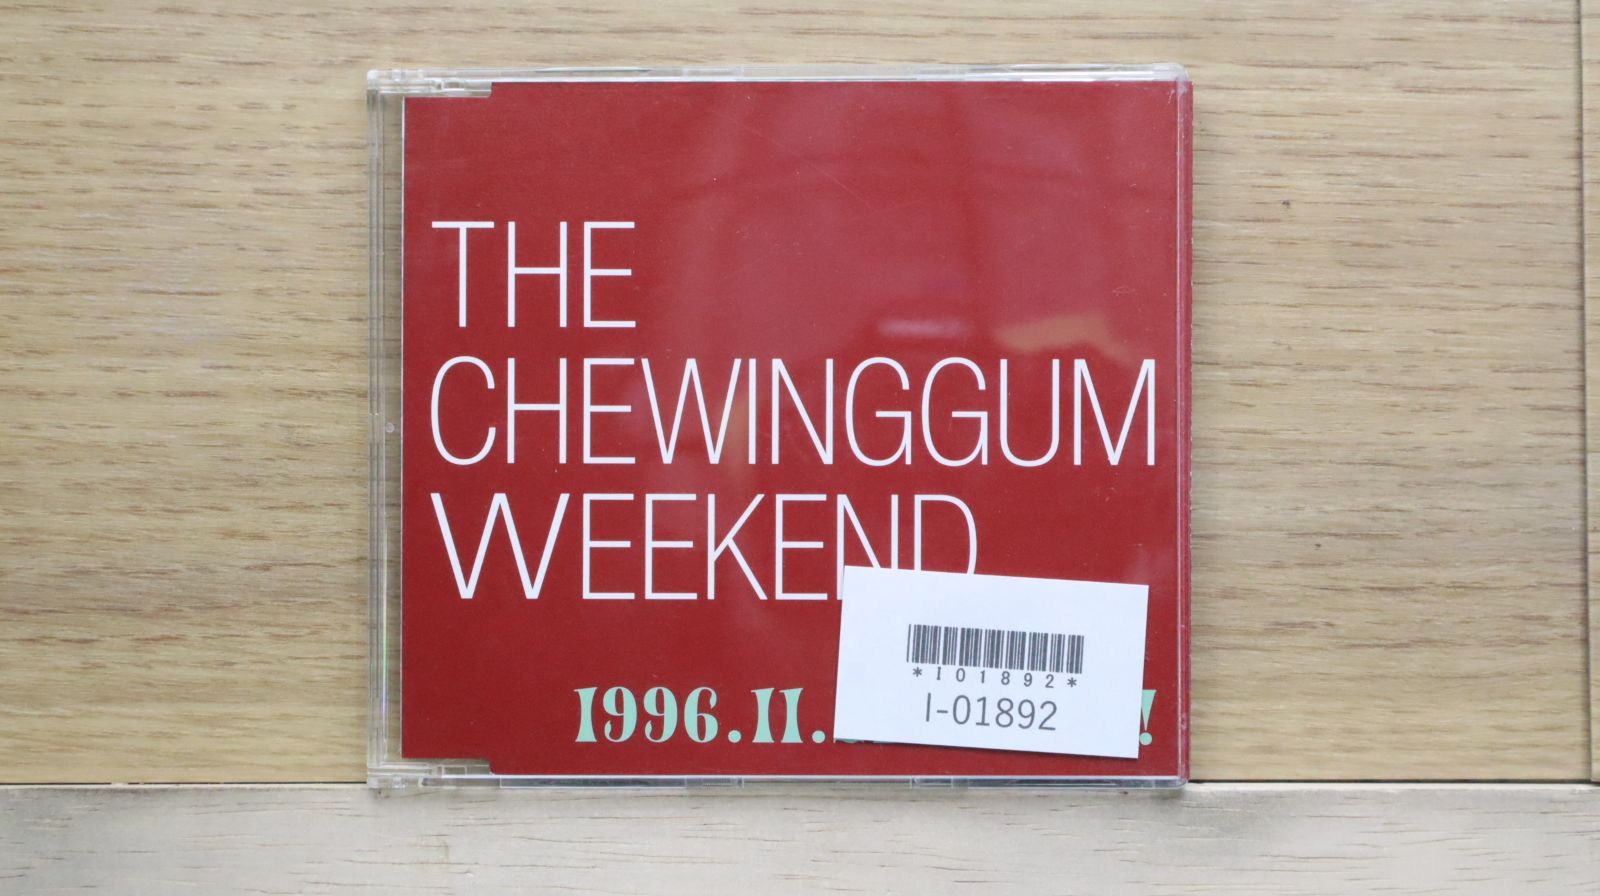 THE
CHEWINGGUM
WEEKEND
1996.11.
!
*I01892*
I-01892